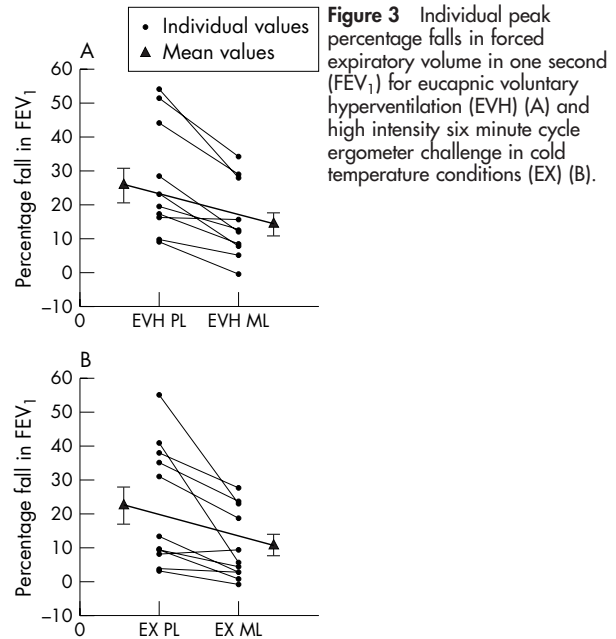 Individual values
Mean values
Figure 3 Individual peak
percentage falls in forced
expiratory volume in one second
(FEV₁) for eucapnic voluntary
hyperventilation (EVH) (A) and
high intensity six minute cycle
ergometer challenge in cold
temperature conditions (EX) (B).
A
Percentage fall in FEV₁
60
50
40
30
20
10
0
–10
0
EVH PL
EVH ML
B
Percentage fall in FEV₁
60
50
40
30
20
10
0
–10
0
EX PL
EX ML